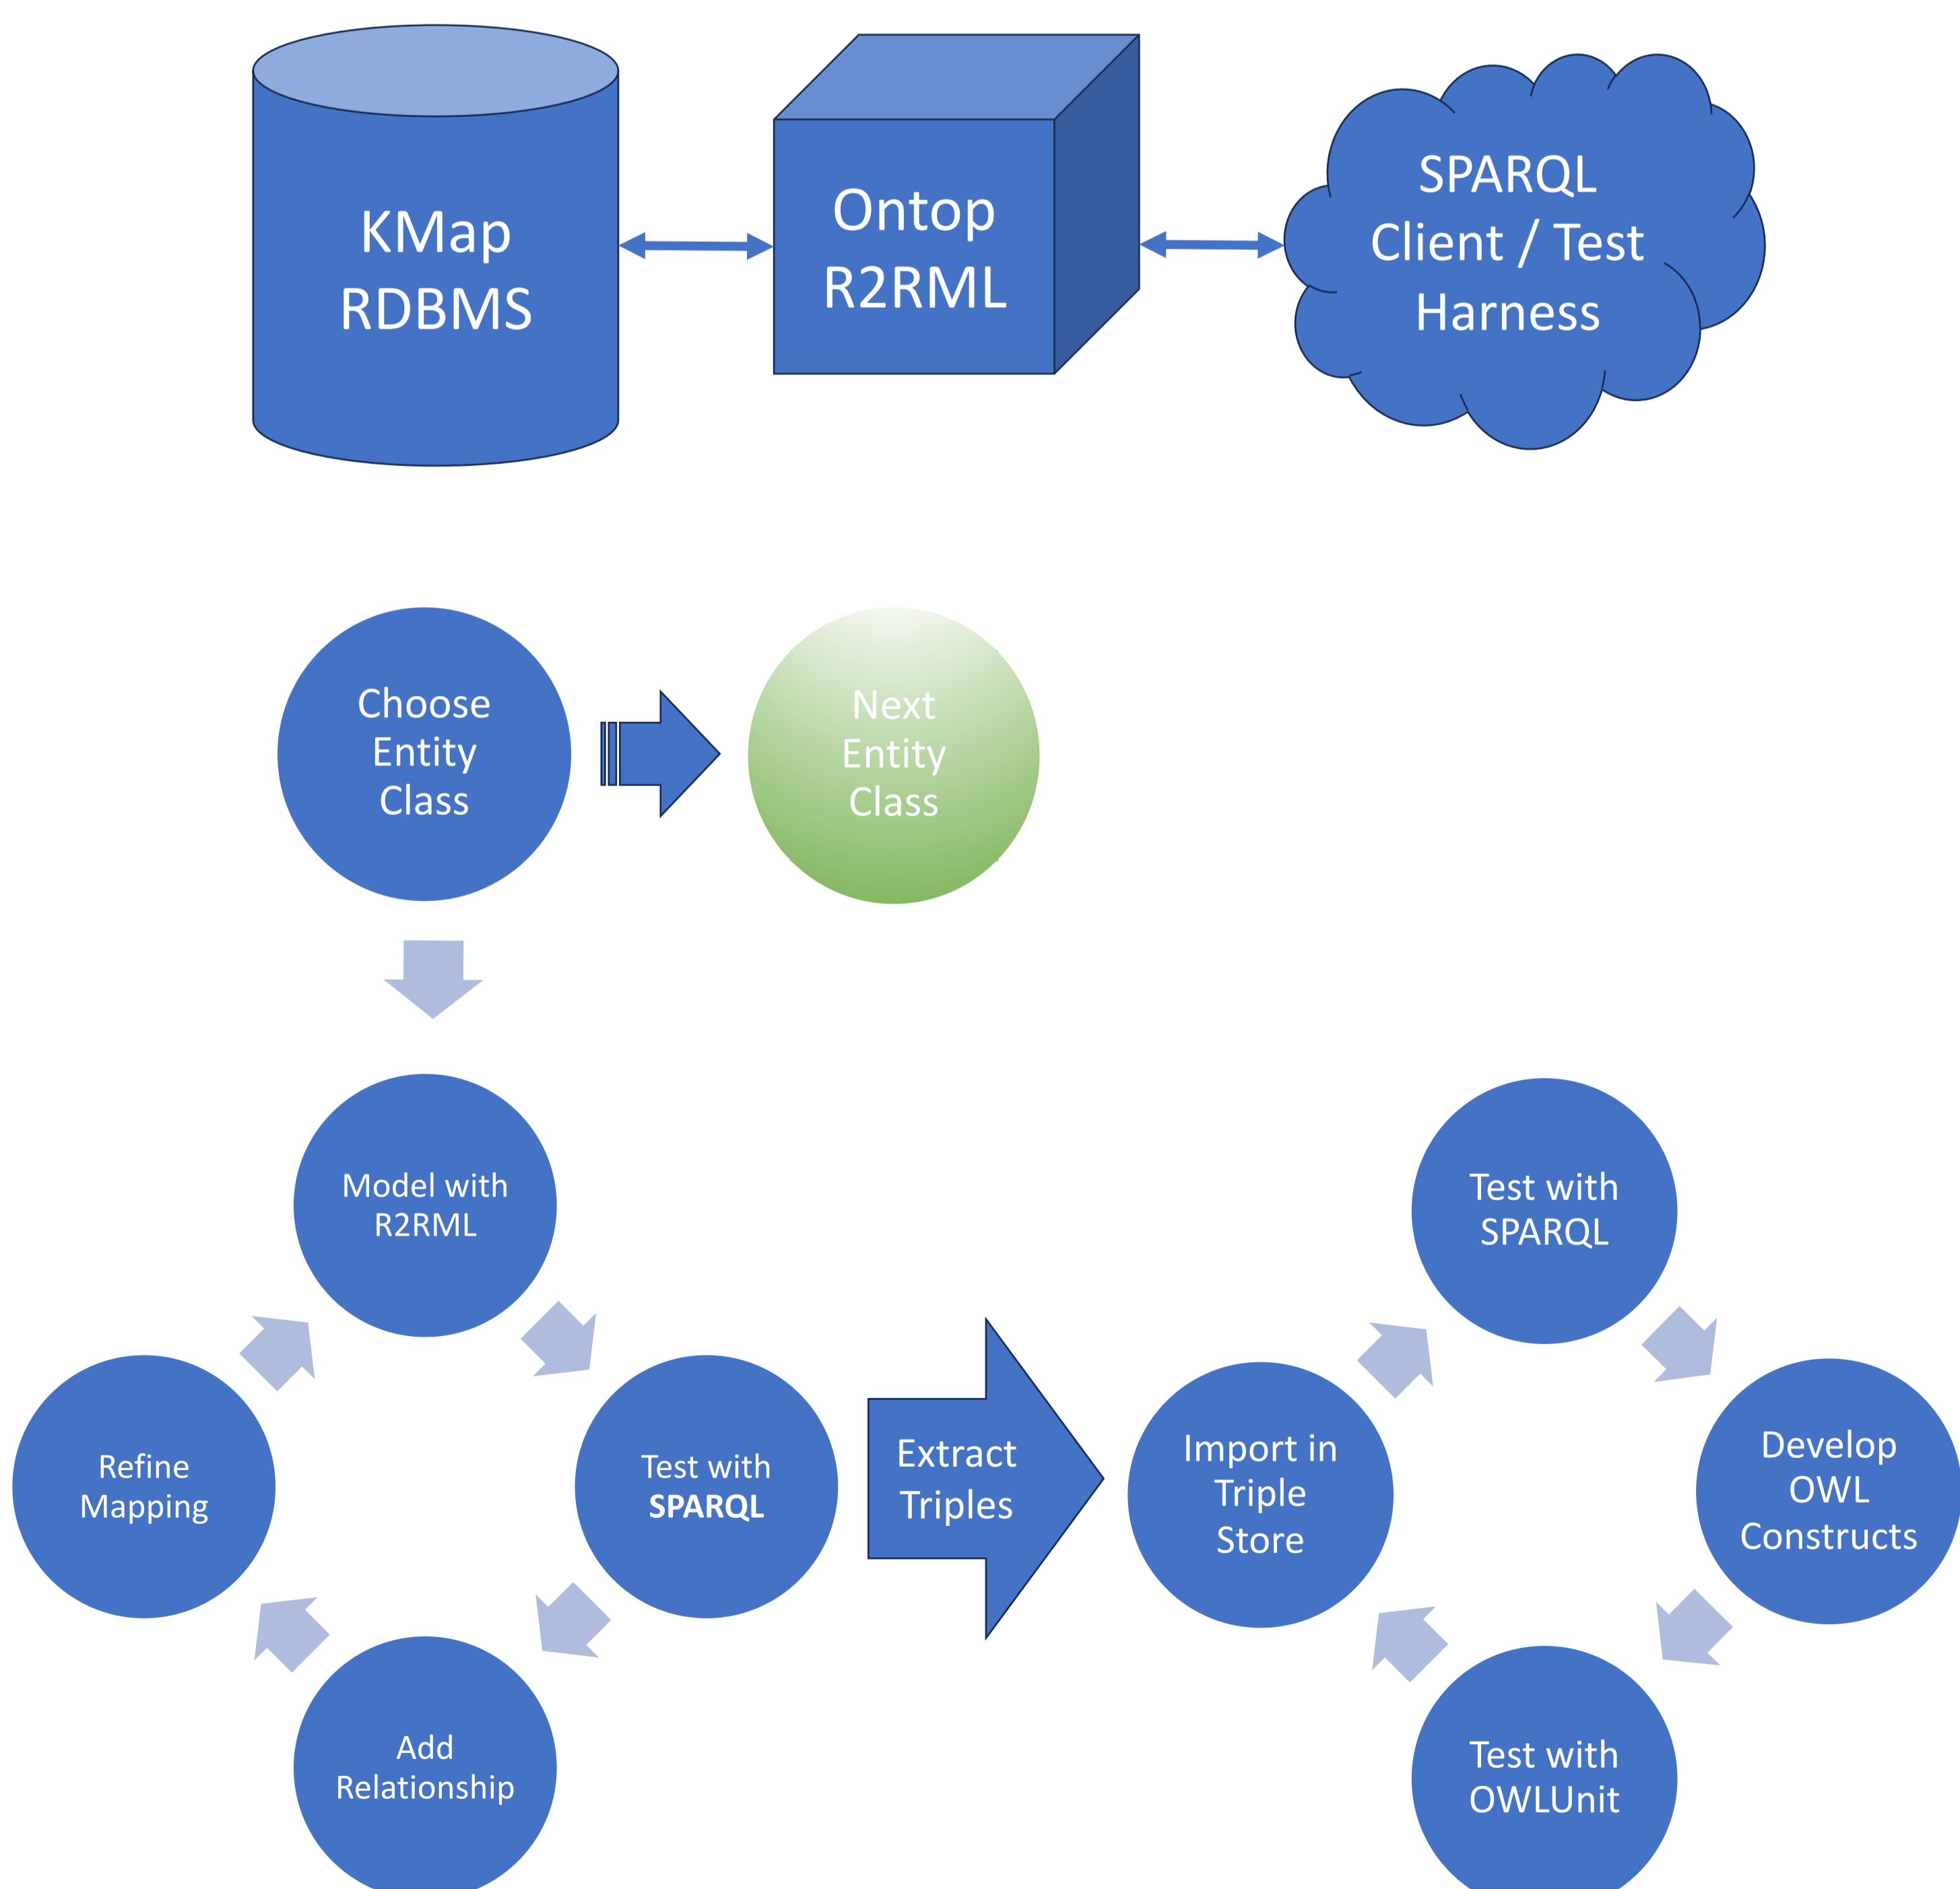 KMap
RDBMS
Ontop
R2RML
SPARQL
Client / Test
Harness
Choose
Entity
Class
Next
Entity
Class
Model with
R2RML
Test with
SPARQL
Refine
Mapping
Test with
SPARQL
Extract
Triples
Import in
Triple
Store
Develop
OWL
Constructs
Add
Relationship
Test with
OWLUnit